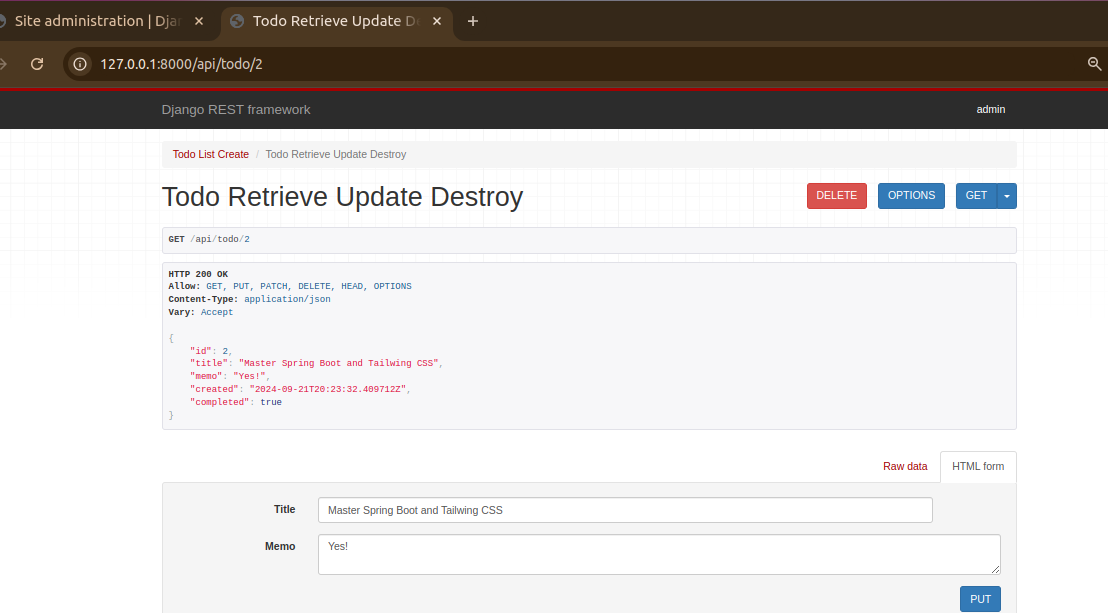 Site administration | Dja
Todo Retrieve Update D
127.0.0.1:8000/api/todo/2
Django REST framework
admin
Todo List Create / Todo Retrieve Update Destroy
Todo Retrieve Update Destroy
DELETE
OPTIONS
GET
GET /api/todo/2
HTTP 200 OK
Allow: GET, PUT, PATCH, DELETE, HEAD, OPTIONS
Content-Type: application/json
Vary: Accept
{
"id": 2,
"title": "Master Spring Boot and Tailwing CSS",
"memo": "Yes!",
"created": "2024-09-21T20:23:32.409712Z",
"completed": true
}
Raw data
HTML form
Title
Master Spring Boot and Tailwing CSS
Memo
Yes!
PUT